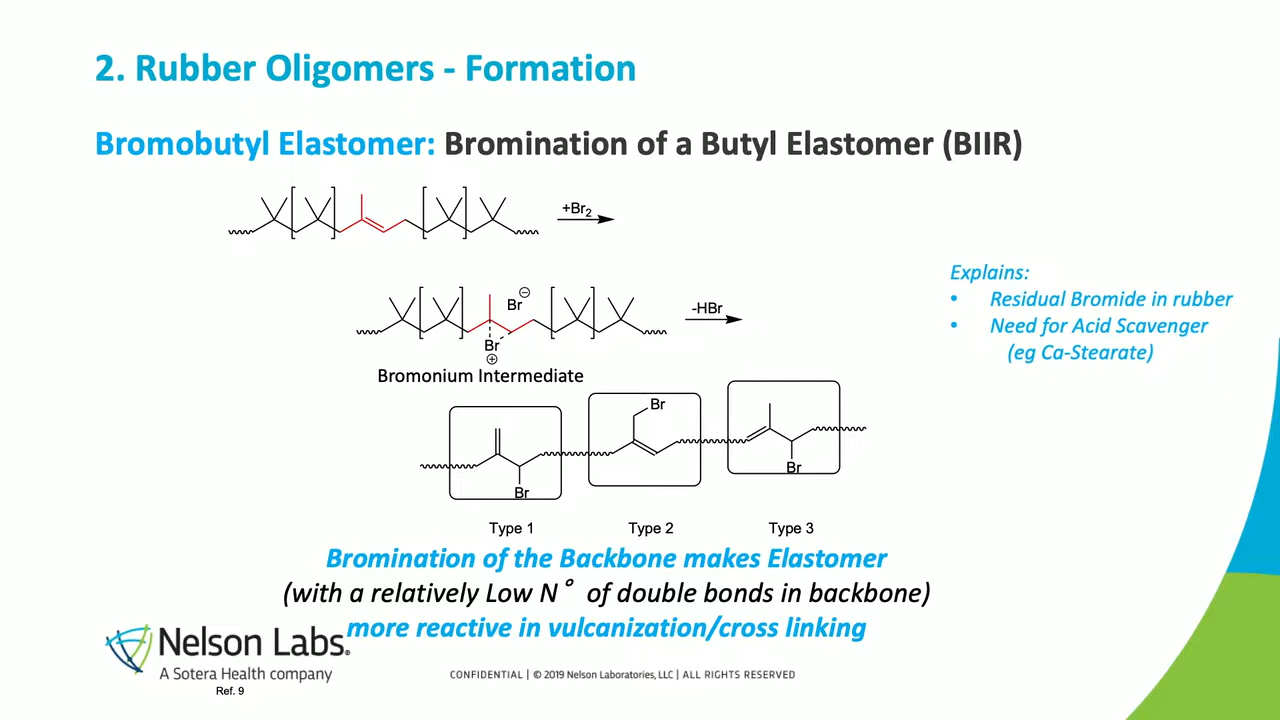 2. Rubber Oligomers - Formation
Bromobutyl Elastomer: Bromination of a Butyl Elastomer (BIIR)
+Br2
Explains:
• Residual Bromide in rubber
• Need for Acid Scavenger
(eg Ca-Stearate)
Br ⊖
-HBr
Br
⊕
Bromonium Intermediate
Br
Br
Br
Type 1 Type 2 Type 3
Bromination of the Backbone makes Elastomer
(with a relatively Low N° of double bonds in backbone)
more reactive in vulcanization/cross linking
Nelson Labs®
A Sotera Health company
CONFIDENTIAL | © 2019 Nelson Laboratories, LLC | ALL RIGHTS RESERVED
Ref. 9